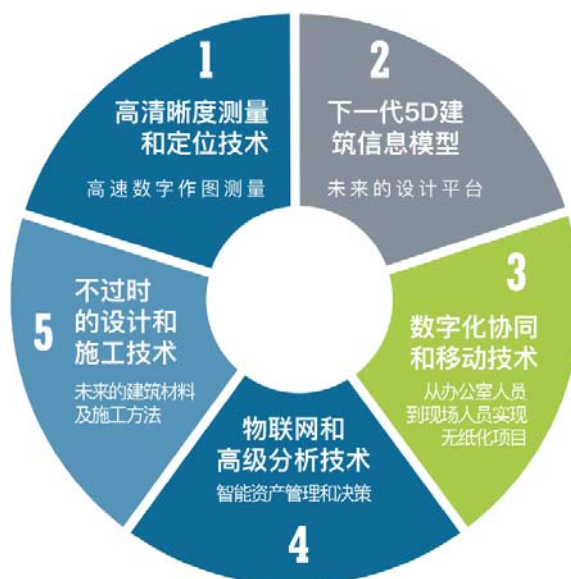 1
高清晰度测量
和定位技术
高速数字作图测量
2
下一代5D建
筑信息模型
未来的设计平台
3
数字化协同
和移动技术
从办公室人员
到现场人员实现
无纸化项目
物联网和
高级分析技术
智能资产管理和决策
4
5
不过时
的设计和
施工技术
未来的建筑材料
及施工方法